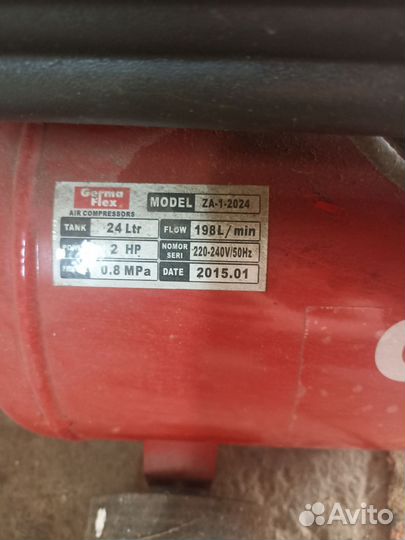 Germa Flex
AIR COMPRESSORS
MODEL ZA-1-2024
TANK 24 Ltr FLOW 198L/min
2 HP NOMOR SERI 220-240V/50Hz
0.8 MPa DATE 2015.01
Avito